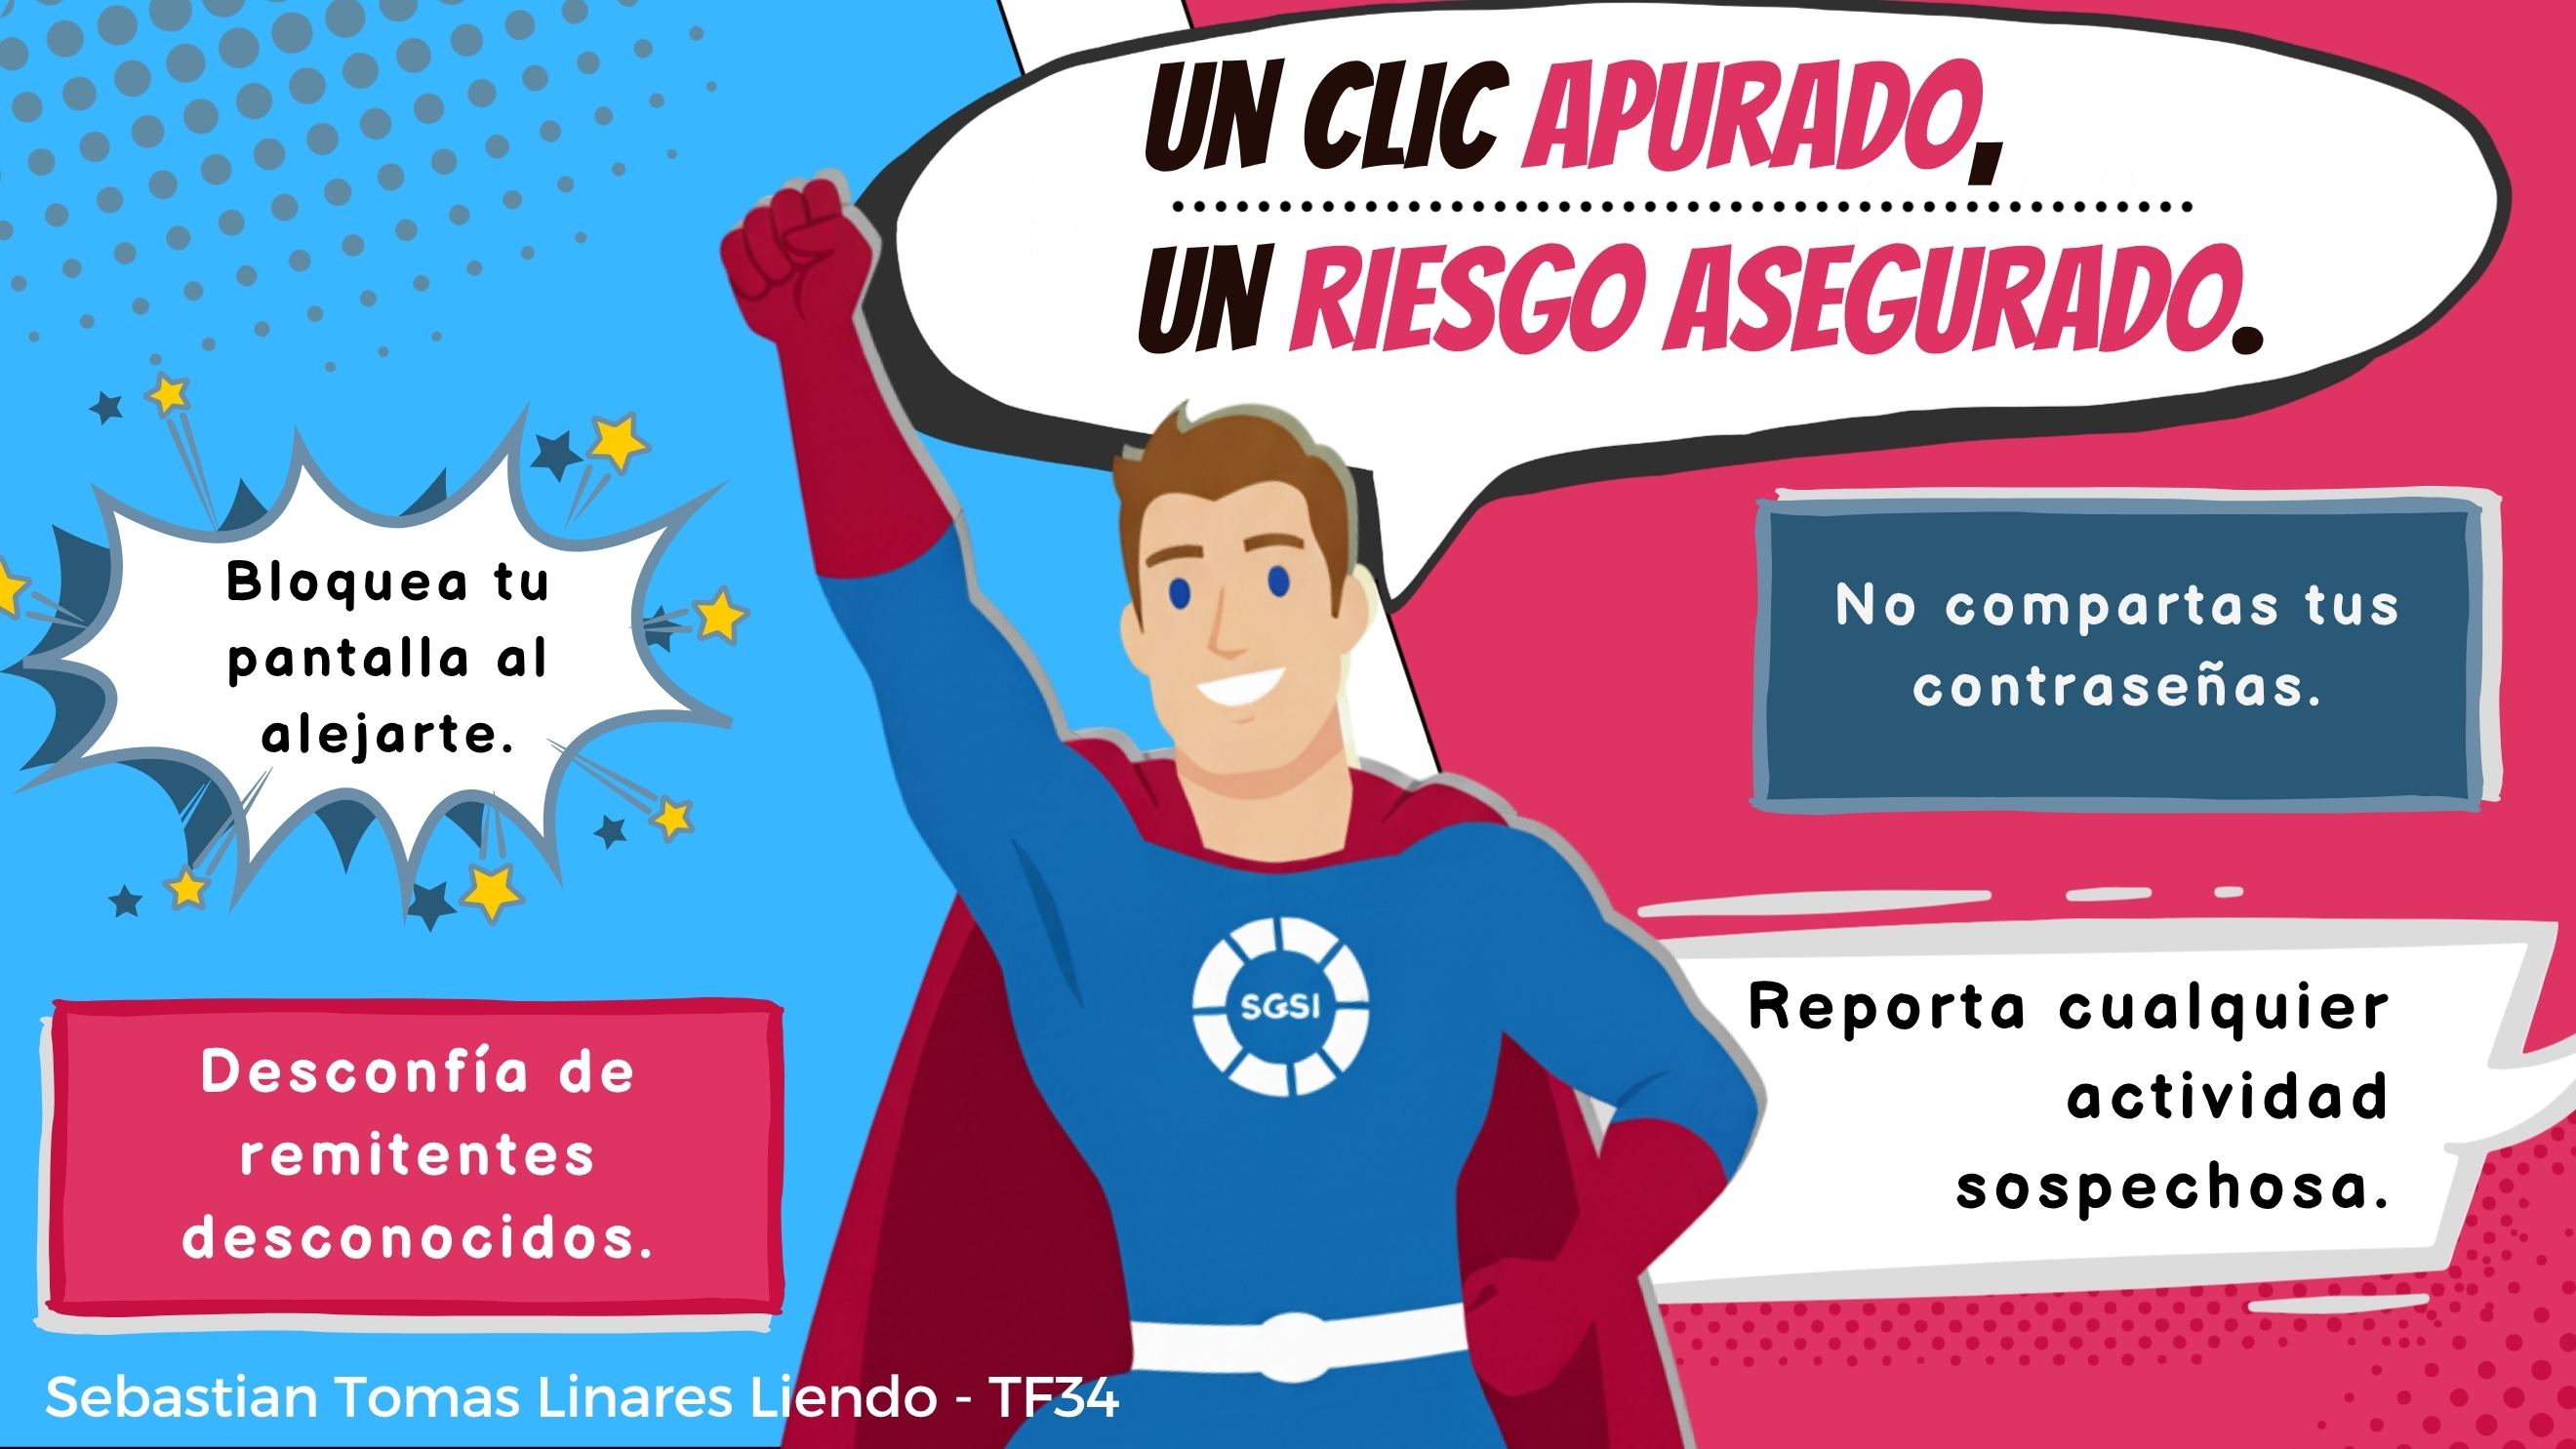 UN CLIC APURADO,
UN RIESGO ASEGURADO.
Bloquea tu
pantalla al
alejarte.
No compartas tus
contraseñas.
SGSI
Desconfía de
remitentes
desconocidos.
Reporta cualquier
actividad
sospechosa.
Sebastian Tomas Linares Liendo - TF34